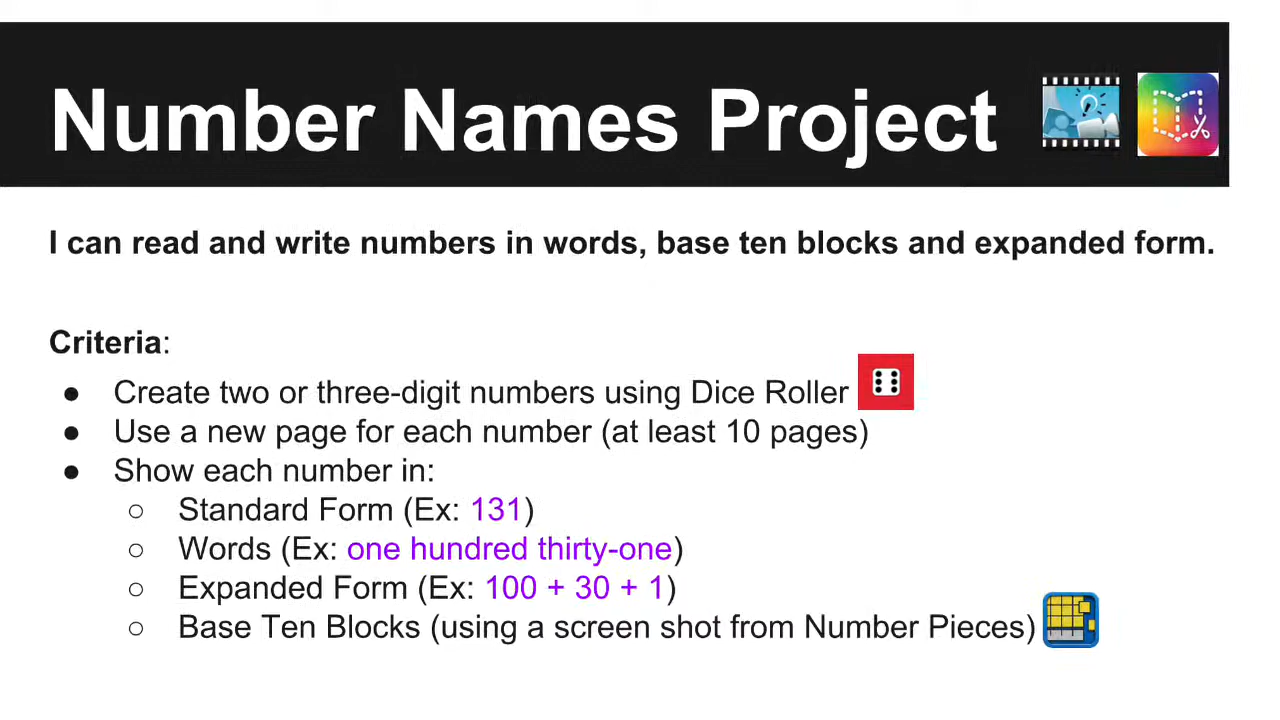 Number Names Project
I can read and write numbers in words, base ten blocks and expanded form.
Criteria:
● Create two or three-digit numbers using Dice Roller
● Use a new page for each number (at least 10 pages)
● Show each number in:
○ Standard Form (Ex: 131)
○ Words (Ex: one hundred thirty-one)
○ Expanded Form (Ex: 100 + 30 + 1)
○ Base Ten Blocks (using a screen shot from Number Pieces)